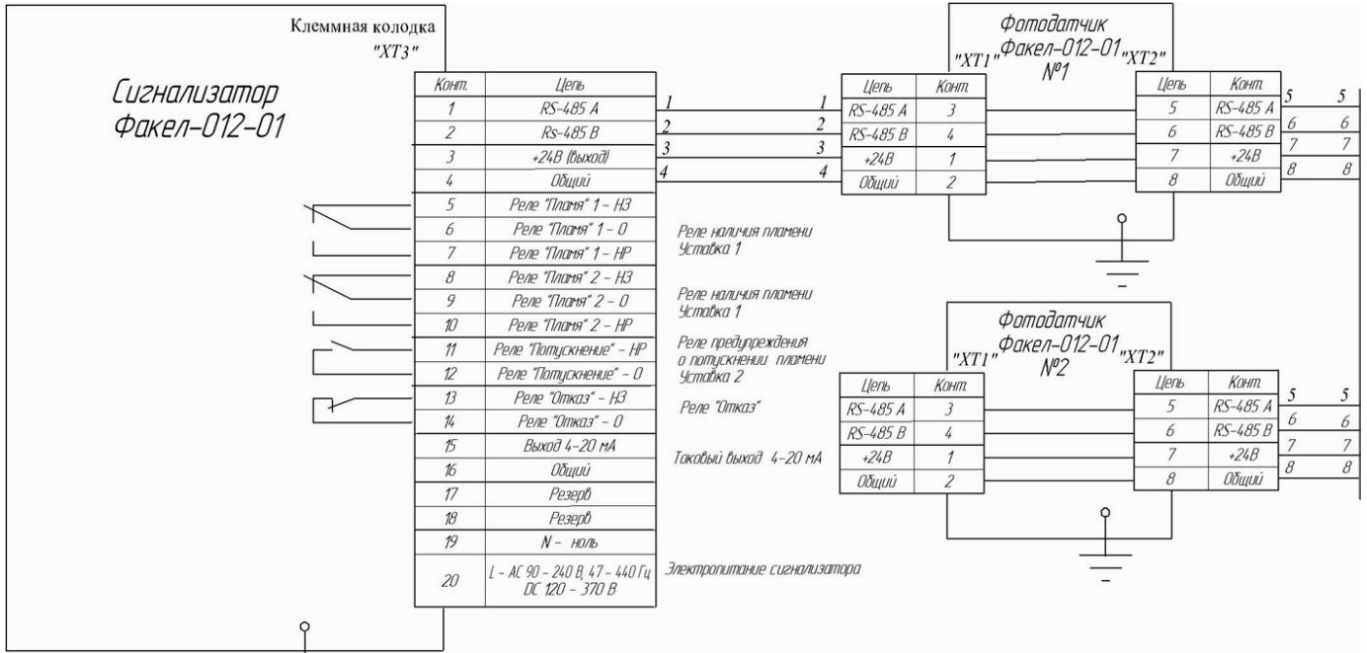 Клеммная колодка
"ХТ3"
Сигнализатор
Факел-012-01
Конт. Цепь
1 RS-485 A
2 Rs-485 B
3 +24В (выход)
4 Общий
5 Реле "Пламя" 1 - НЗ
6 Реле "Пламя" 1 - О
7 Реле "Пламя" 1 - НР
8 Реле "Пламя" 2 - НЗ
9 Реле "Пламя" 2 - О
10 Реле "Пламя" 2 - НР
11 Реле "Потускнение" - НР
12 Реле "Потускнение" - О
13 Реле "Отказ" - НЗ
14 Реле "Отказ" - О
15 Выход 4-20 мА
16 Общий
17 Резерв
18 Резерв
19 N - ноль
20 L - AC 90 - 240 В, 47 - 440 Гц
DC 120 - 370 В
1 1
2 2
3 3
4 4
Реле наличия пламени
Уставка 1
Реле наличия пламени
Уставка 1
Реле предупреждения
о потускнении пламени
Уставка 2
Реле "Отказ"
Токовый выход 4-20 мА
Электропитание сигнализатора
Фотодатчик
Факел-012-01
№1
"ХТ1" "ХТ2"
Цепь Конт.
RS-485 A 3
RS-485 B 4
+24В 1
Общий 2
Цепь Конт.
5 RS-485 A
6 RS-485 B
7 +24В
8 Общий
5 5
6 6
7 7
8 8
Фотодатчик
Факел-012-01
№2
"ХТ1" "ХТ2"
Цепь Конт.
RS-485 A 3
RS-485 B 4
+24В 1
Общий 2
Цепь Конт.
5 RS-485 A
6 RS-485 B
7 +24В
8 Общий
5 5
6 6
7 7
8 8